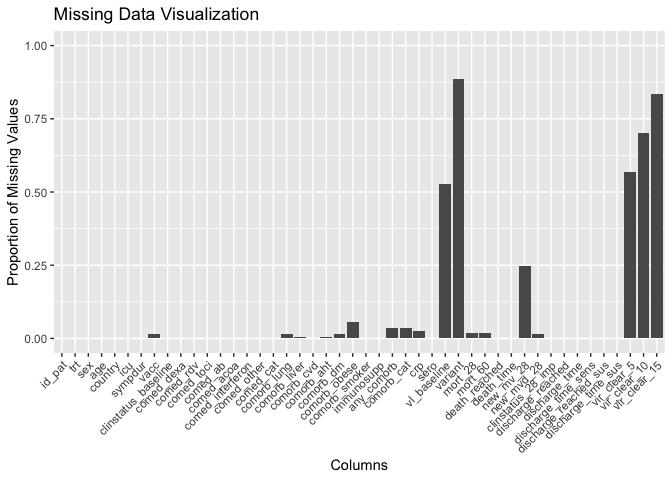 Missing Data Visualization
1.00
0.75
0.50
0.25
0.00
Proportion of Missing Values
id_pat
trt
sex
age
country
icu
sympdur
vacc
clinstatus_baseline
comed_dexa
comed_rdv
comed_toci
comed_ab
comed_acoa
comed_interferon
comed_other
comed_cat
comorb_lung
comorb_liver
comorb_cvd
comorb_aht
comorb_dm
comorb_obese
comorb_smoker
immunosupp
any_comorb
comorb_cat
crp
sero
vl_baseline
variant
mort_28
mort_60
death_reached
death_time
new_mv_28
new_mvd_28
clinstatus_28_imp
discharge_reached
discharge_time
discharge_time_sens
discharge_reached_sus
discharge_time_sus
vir_clear_5
vir_clear_10
vir_clear_15
Columns